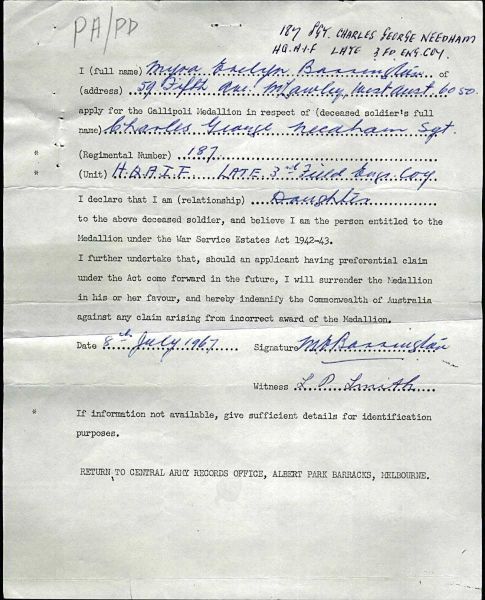 PA/PD
187 SGT. CHARLES GEORGE NEEDHAM
HQ. A.I.F LATE 3 FD ENG. COY.
I (full name) Myra Evelyn Bassington of
(address) 59 Fifth Ave. Mt Lawley, West Aust. 6050.
apply for the Gallipoli Medallion in respect of (deceased soldier's full
name) Charles George Needham Sgt.
* (Regimental Number) 187
* (Unit) H.Q.A.I.F. LATE 3rd Field Eng. Coy.
I declare that I am (relationship) Daughter
to the above deceased soldier, and believe I am the person entitled to the
Medallion under the War Service Estates Act 1942-43.
I further undertake that, should an applicant having preferential claim
under the Act come forward in the future, I will surrender the Medallion
in his or her favour, and hereby indemnify the Commonwealth of Australia
against any claim arising from incorrect award of the Medallion.
Date 8th July 1967 Signature M E Bassington
Witness L. P. Smith
* If information not available, give sufficient details for identification
purposes.
RETURN TO CENTRAL ARMY RECORDS OFFICE, ALBERT PARK BARRACKS, MELBOURNE.